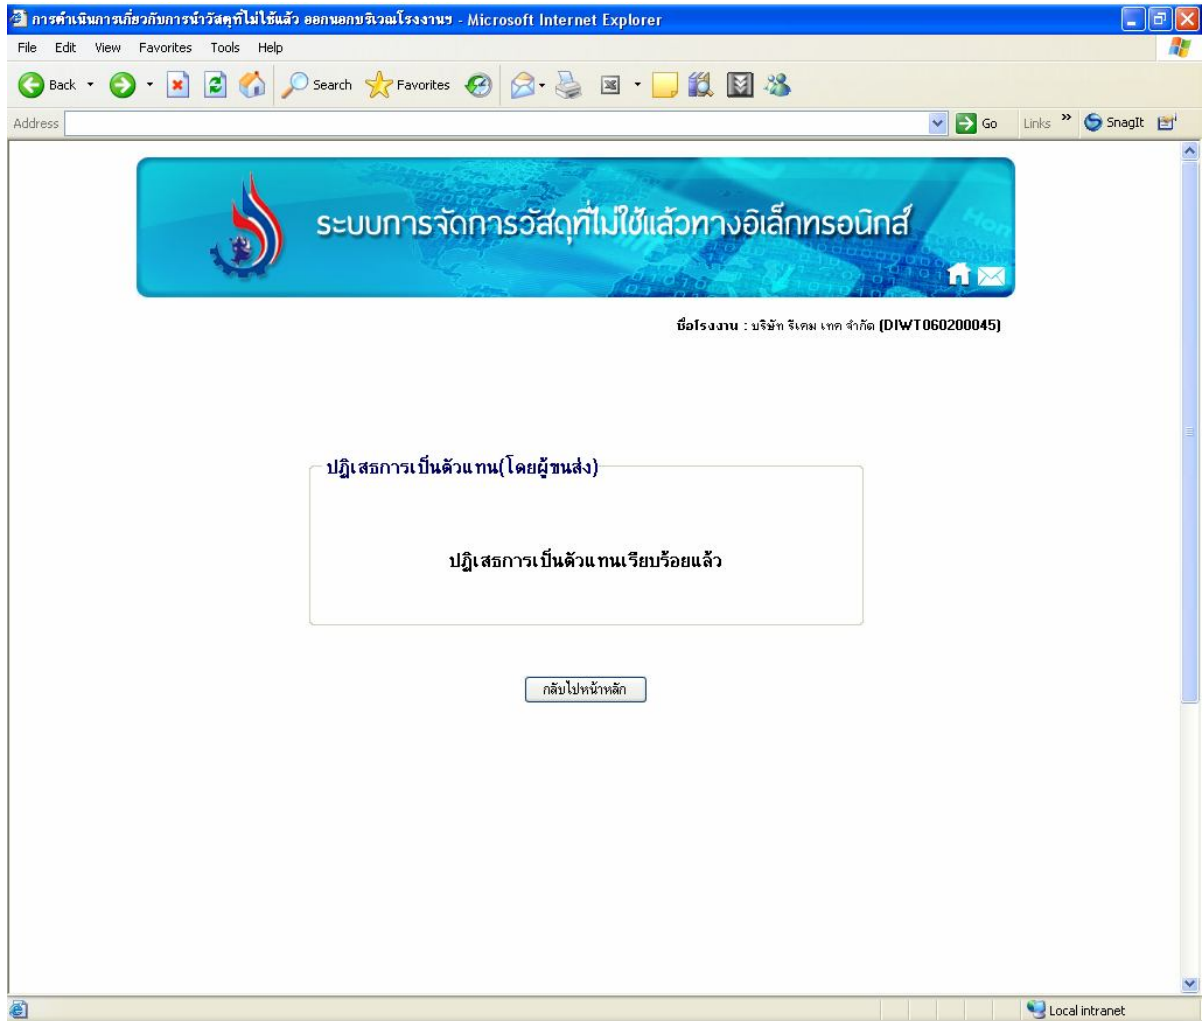 การดำเนินการเกี่ยวกับการนำวัสดุที่ไม่ใช้แล้ว ออกนอกบริเวณโรงงานฯ - Microsoft Internet Explorer
File Edit View Favorites Tools Help
Back Search Favorites
Address Go Links » SnagIt
ระบบการจัดการวัสดุที่ไม่ใช้แล้วทางอิเล็กทรอนิกส์
ชื่อโรงงาน : บริษัท รีเคม เทค จำกัด (DIWT060200045)
ปฏิเสธการเป็นตัวแทน(โดยผู้ขนส่ง)
ปฏิเสธการเป็นตัวแทนเรียบร้อยแล้ว
กลับไปหน้าหลัก
Local intranet